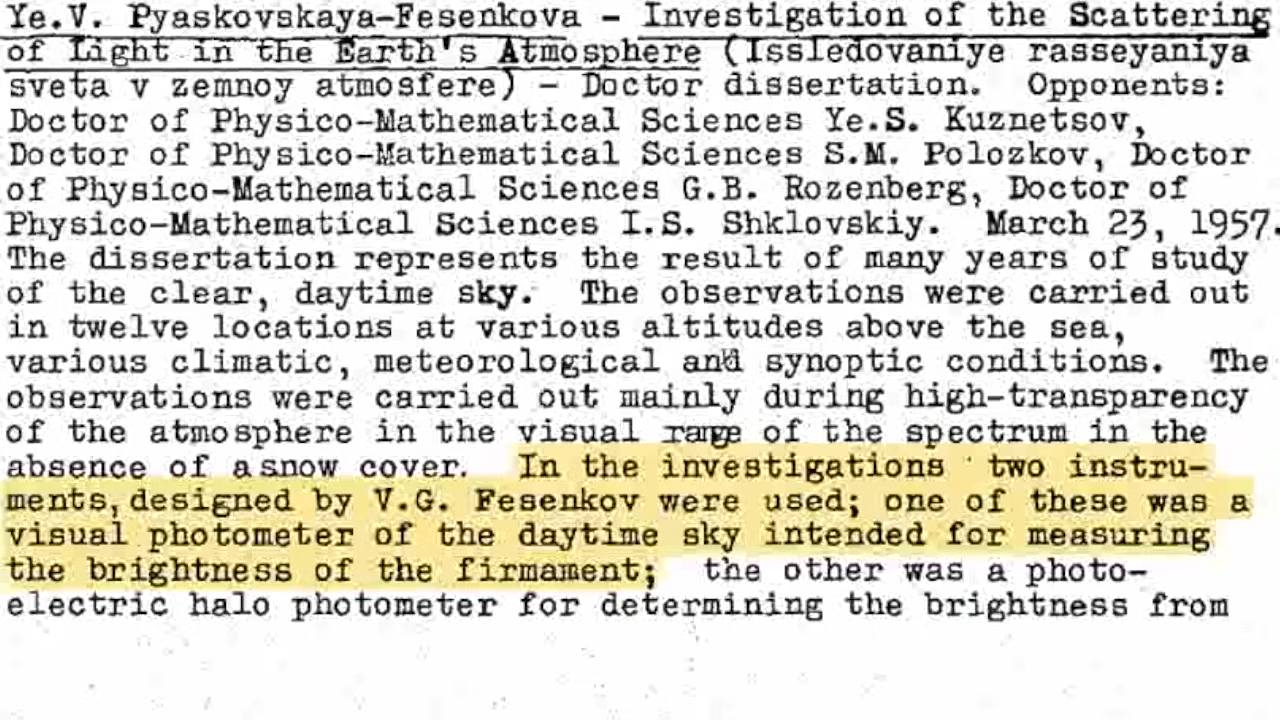 Ye.V. Pyaskovskaya-Fesenkova - Investigation of the Scattering
of Light in the Earth's Atmosphere (Issledovaniye rasseyaniya
sveta v zemnoy atmosfere) - Doctor dissertation. Opponents:
Doctor of Physico-Mathematical Sciences Ye.S. Kuznetsov,
Doctor of Physico-Mathematical Sciences S.M. Polozkov, Doctor
of Physico-Mathematical Sciences G.B. Rozenberg, Doctor of
Physico-Mathematical Sciences I.S. Shklovskiy. March 23, 1957.
The dissertation represents the result of many years of study
of the clear, daytime sky. The observations were carried out
in twelve locations at various altitudes above the sea,
various climatic, meteorological and synoptic conditions. The
observations were carried out mainly during high-transparency
of the atmosphere in the visual range of the spectrum in the
absence of a snow cover. In the investigations two instru-
ments, designed by V.G. Fesenkov were used; one of these was a
visual photometer of the daytime sky intended for measuring
the brightness of the firmament; the other was a photo-
electric halo photometer for determining the brightness from